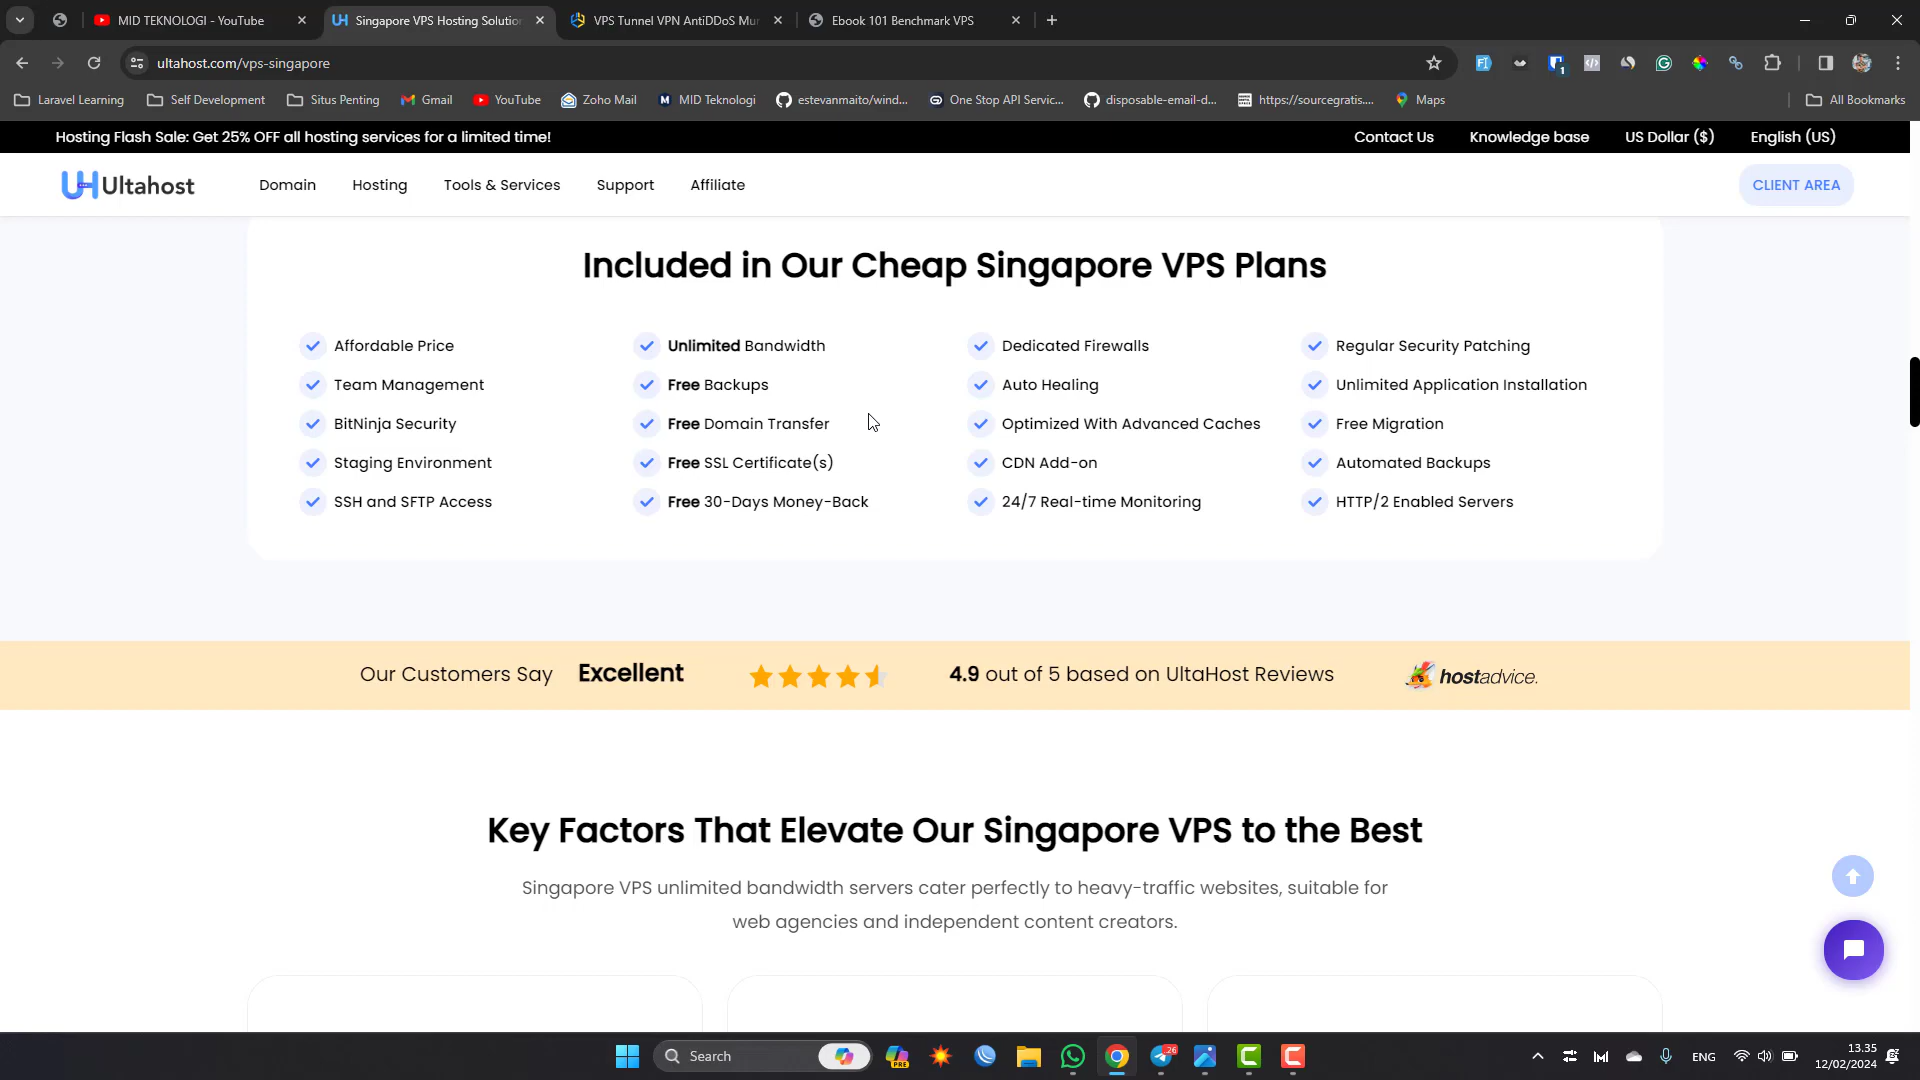 MID TEKNOLOGI - YouTube
Singapore VPS Hosting Solution
VPS Tunnel VPN AntiDDoS Mur
Ebook 101 Benchmark VPS
ultahost.com/vps-singapore
Laravel Learning
Self Development
Situs Penting
Gmail
YouTube
Zoho Mail
MID Teknologi
estevanmaito/wind...
One Stop API Servic...
disposable-email-d...
https://sourcegratis....
Maps
All Bookmarks
Hosting Flash Sale: Get 25% OFF all hosting services for a limited time!
Contact Us
Knowledge base
US Dollar ($)
English (US)
UH Ultahost
Domain
Hosting
Tools & Services
Support
Affiliate
CLIENT AREA
Included in Our Cheap Singapore VPS Plans
Affordable Price
Team Management
BitNinja Security
Staging Environment
SSH and SFTP Access
Unlimited Bandwidth
Free Backups
Free Domain Transfer
Free SSL Certificate(s)
Free 30-Days Money-Back
Dedicated Firewalls
Auto Healing
Optimized With Advanced Caches
CDN Add-on
24/7 Real-time Monitoring
Regular Security Patching
Unlimited Application Installation
Free Migration
Automated Backups
HTTP/2 Enabled Servers
Our Customers Say Excellent
4.9 out of 5 based on UltaHost Reviews
hostadvice.
Key Factors That Elevate Our Singapore VPS to the Best
Singapore VPS unlimited bandwidth servers cater perfectly to heavy-traffic websites, suitable for
web agencies and independent content creators.
Search
PRE
26
ENG
13.35
12/02/2024